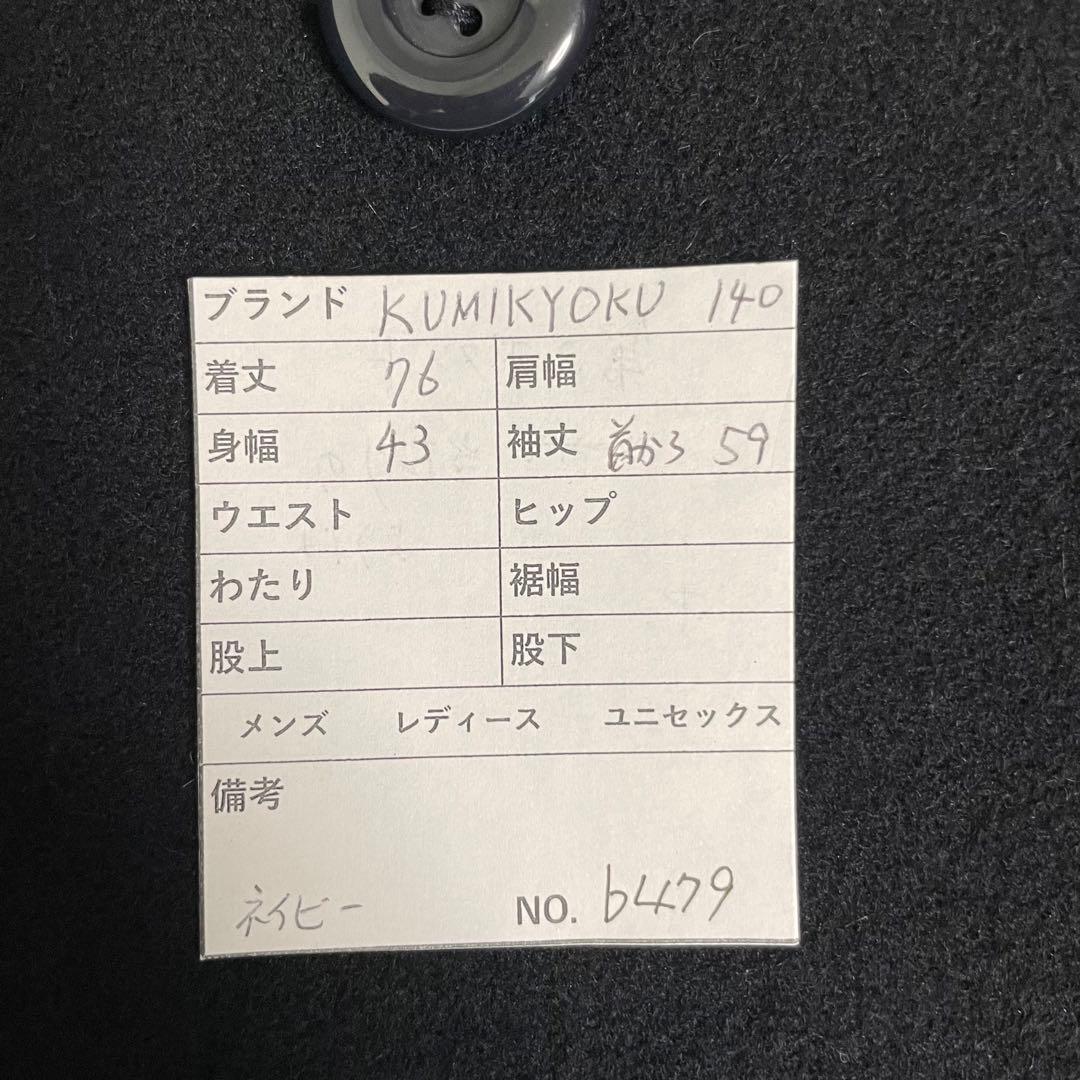 ブランド KUMIKYOKU 140
着丈 76 肩幅
身幅 43 袖丈 首から 59
ウエスト ヒップ
わたり 裾幅
股上 股下
メンズ レディース ユニセックス
備考
ネイビー NO. b479